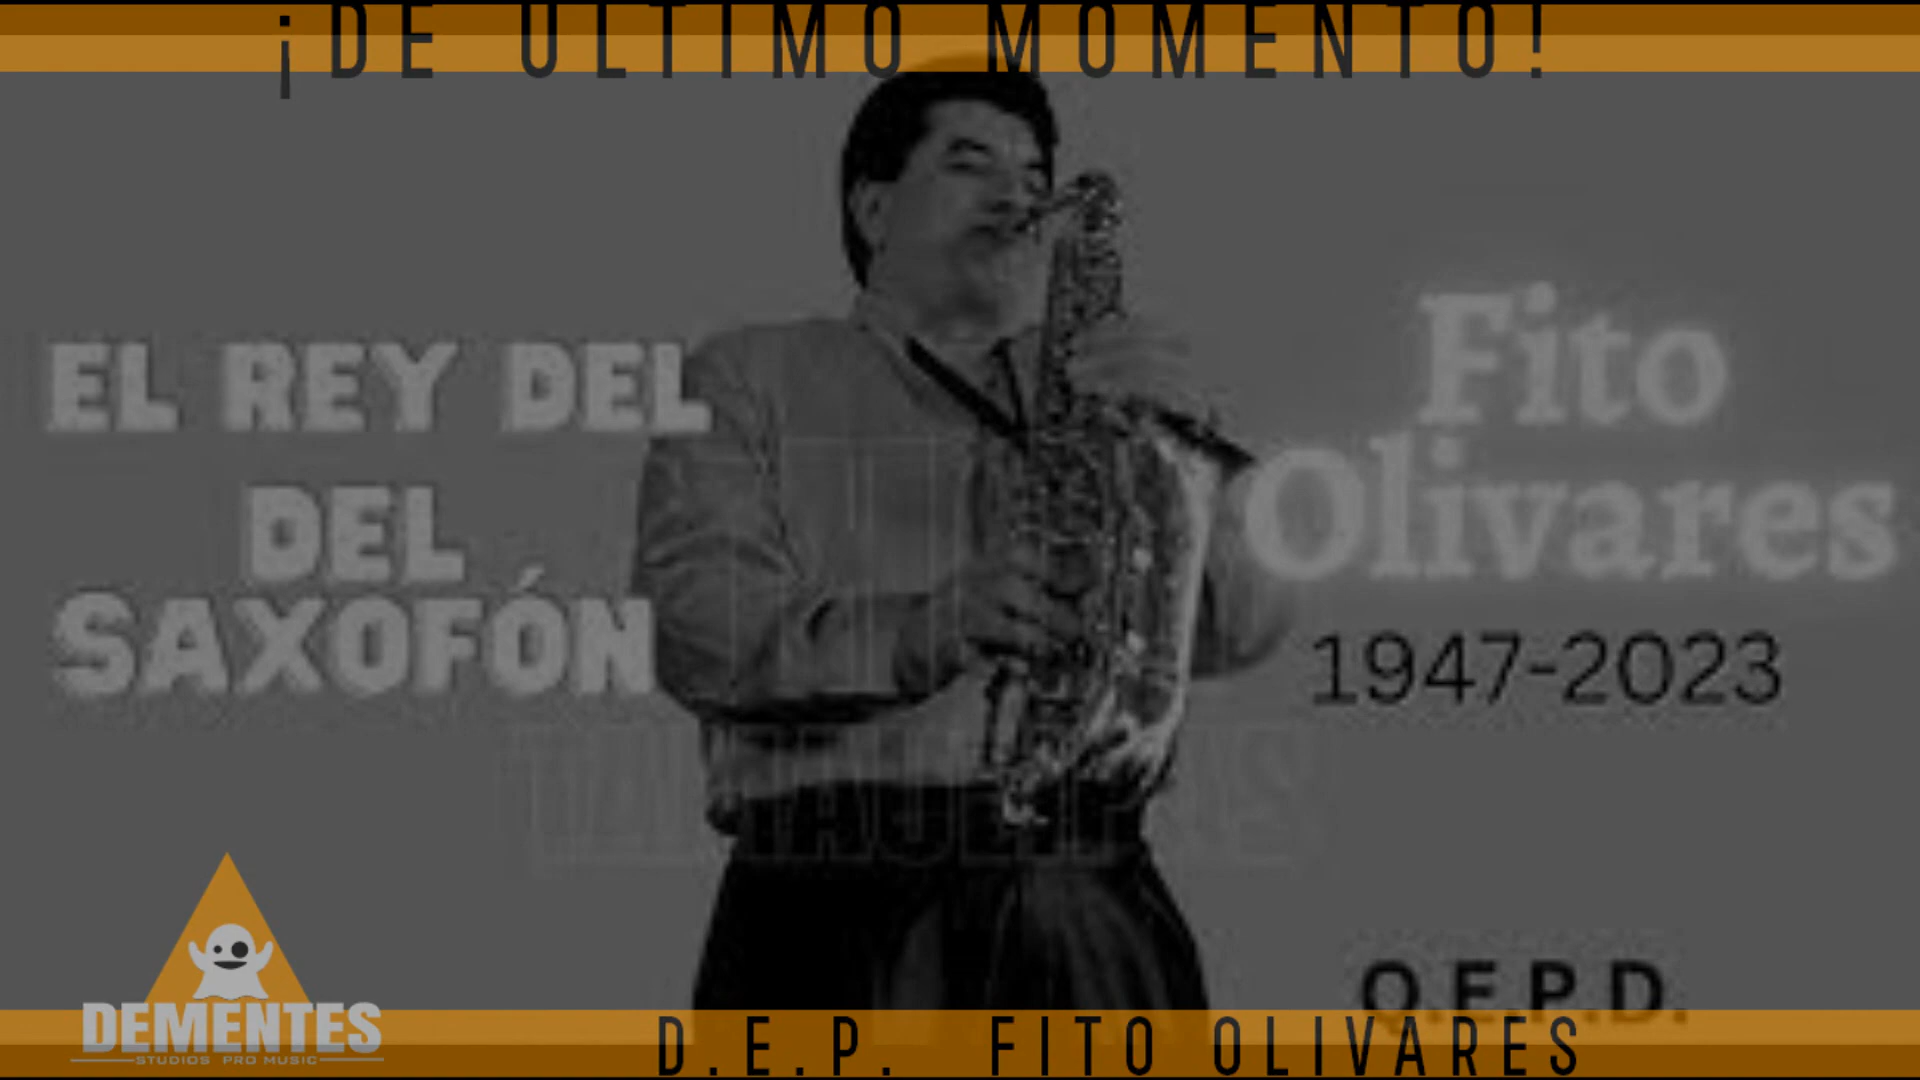 ¡DE ULTIMO MOMENTO!
EL REY DEL
DEL
SAXOFÓN
Fito
Olivares
1947-2023
Q.E.P.D.
D.E.P. FITO OLIVARES
DEMENTES
STUDIOS PRO MUSIC